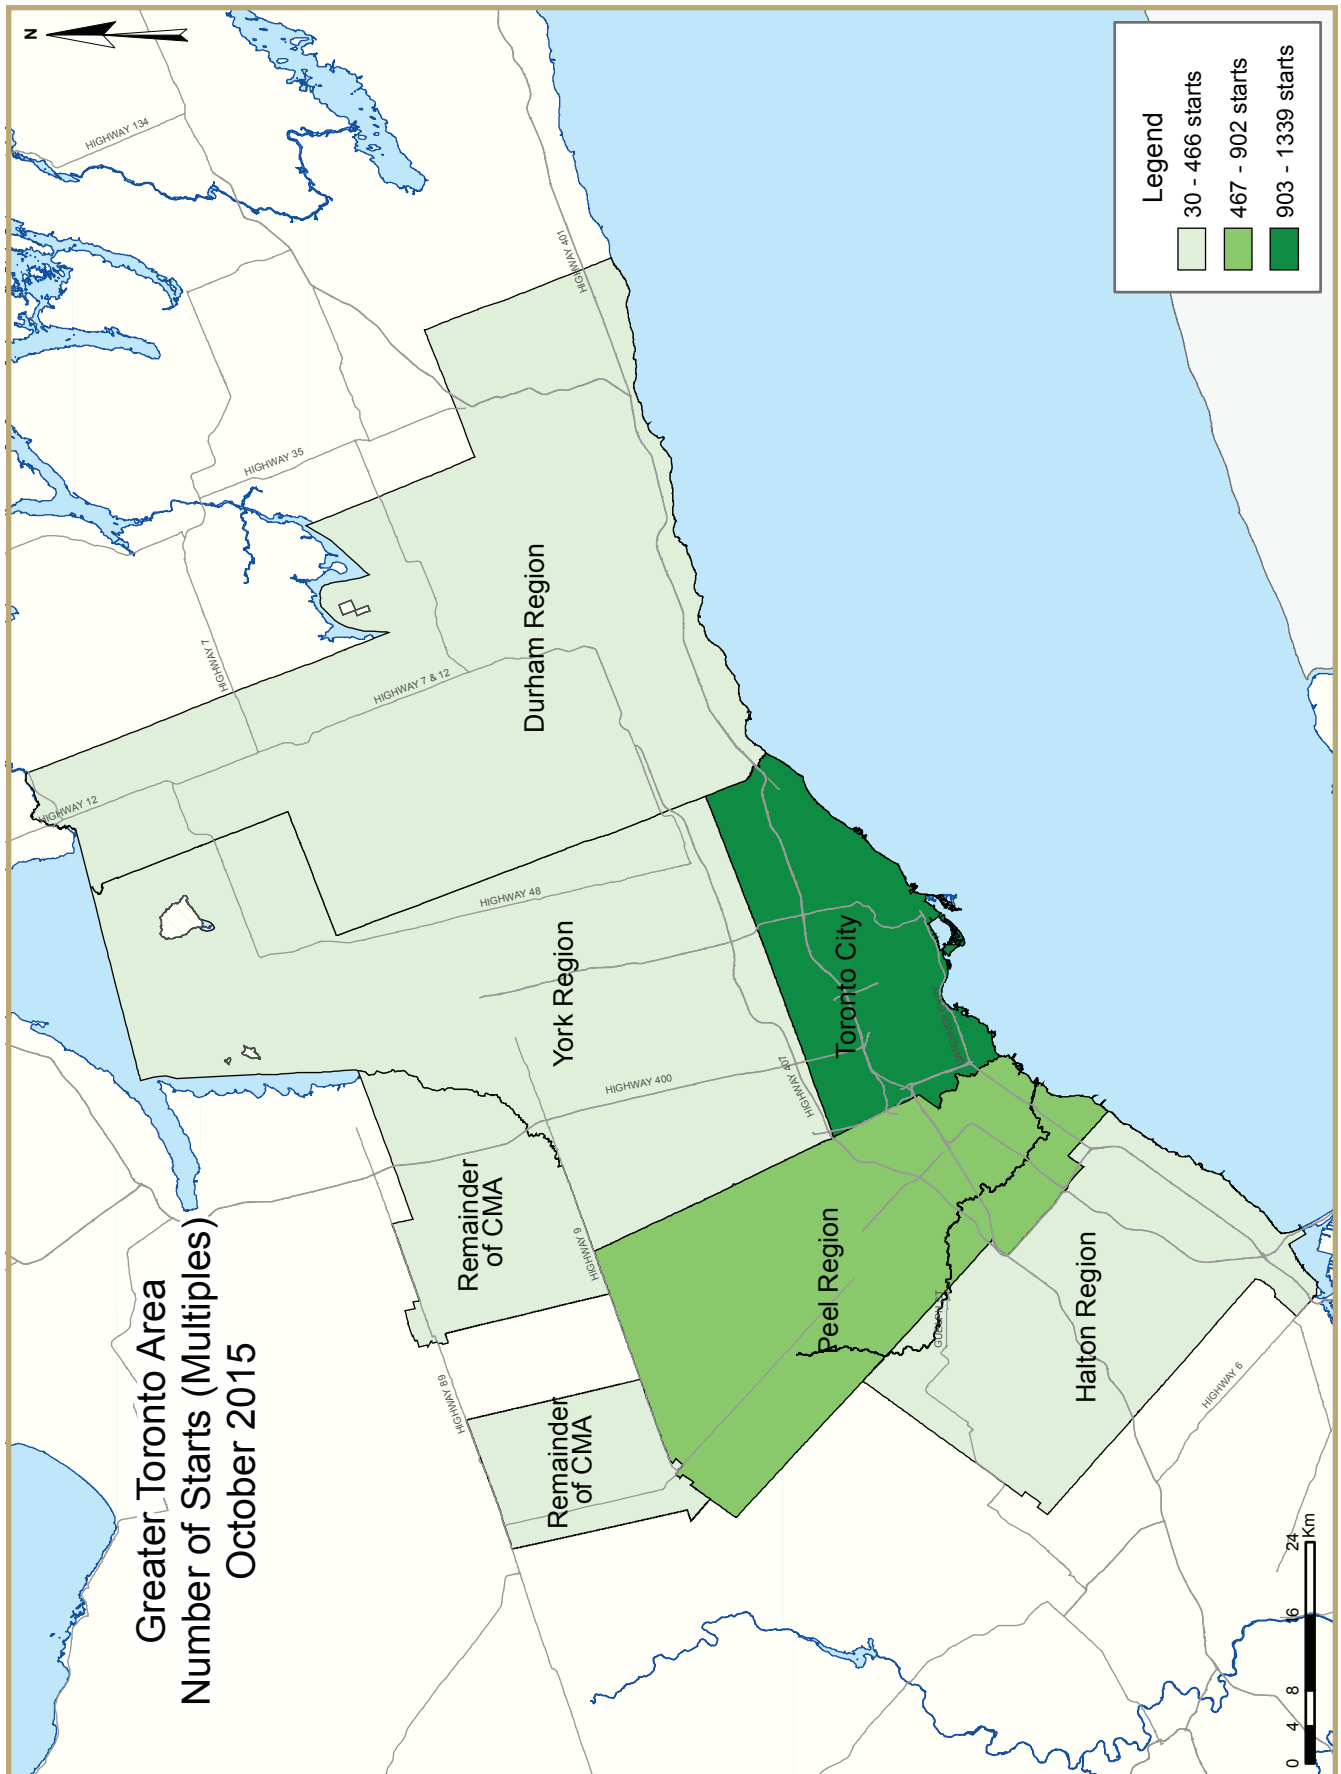 Greater Toronto Area
Number of Starts (Multiples)
October 2015
N
HIGHWAY 134
HIGHWAY 401
HIGHWAY 35
HIGHWAY 7
HIGHWAY 7 & 12
HIGHWAY 12
Durham Region
HIGHWAY 48
York Region
HIGHWAY 400
HIGHWAY 407
Toronto City
Remainder
of CMA
HIGHWAY 9
HIGHWAY 89
Remainder
of CMA
Peel Region
Halton Region
HIGHWAY 6
Legend
30 - 466 starts
467 - 902 starts
903 - 1339 starts
0 4 8 16 24
Km